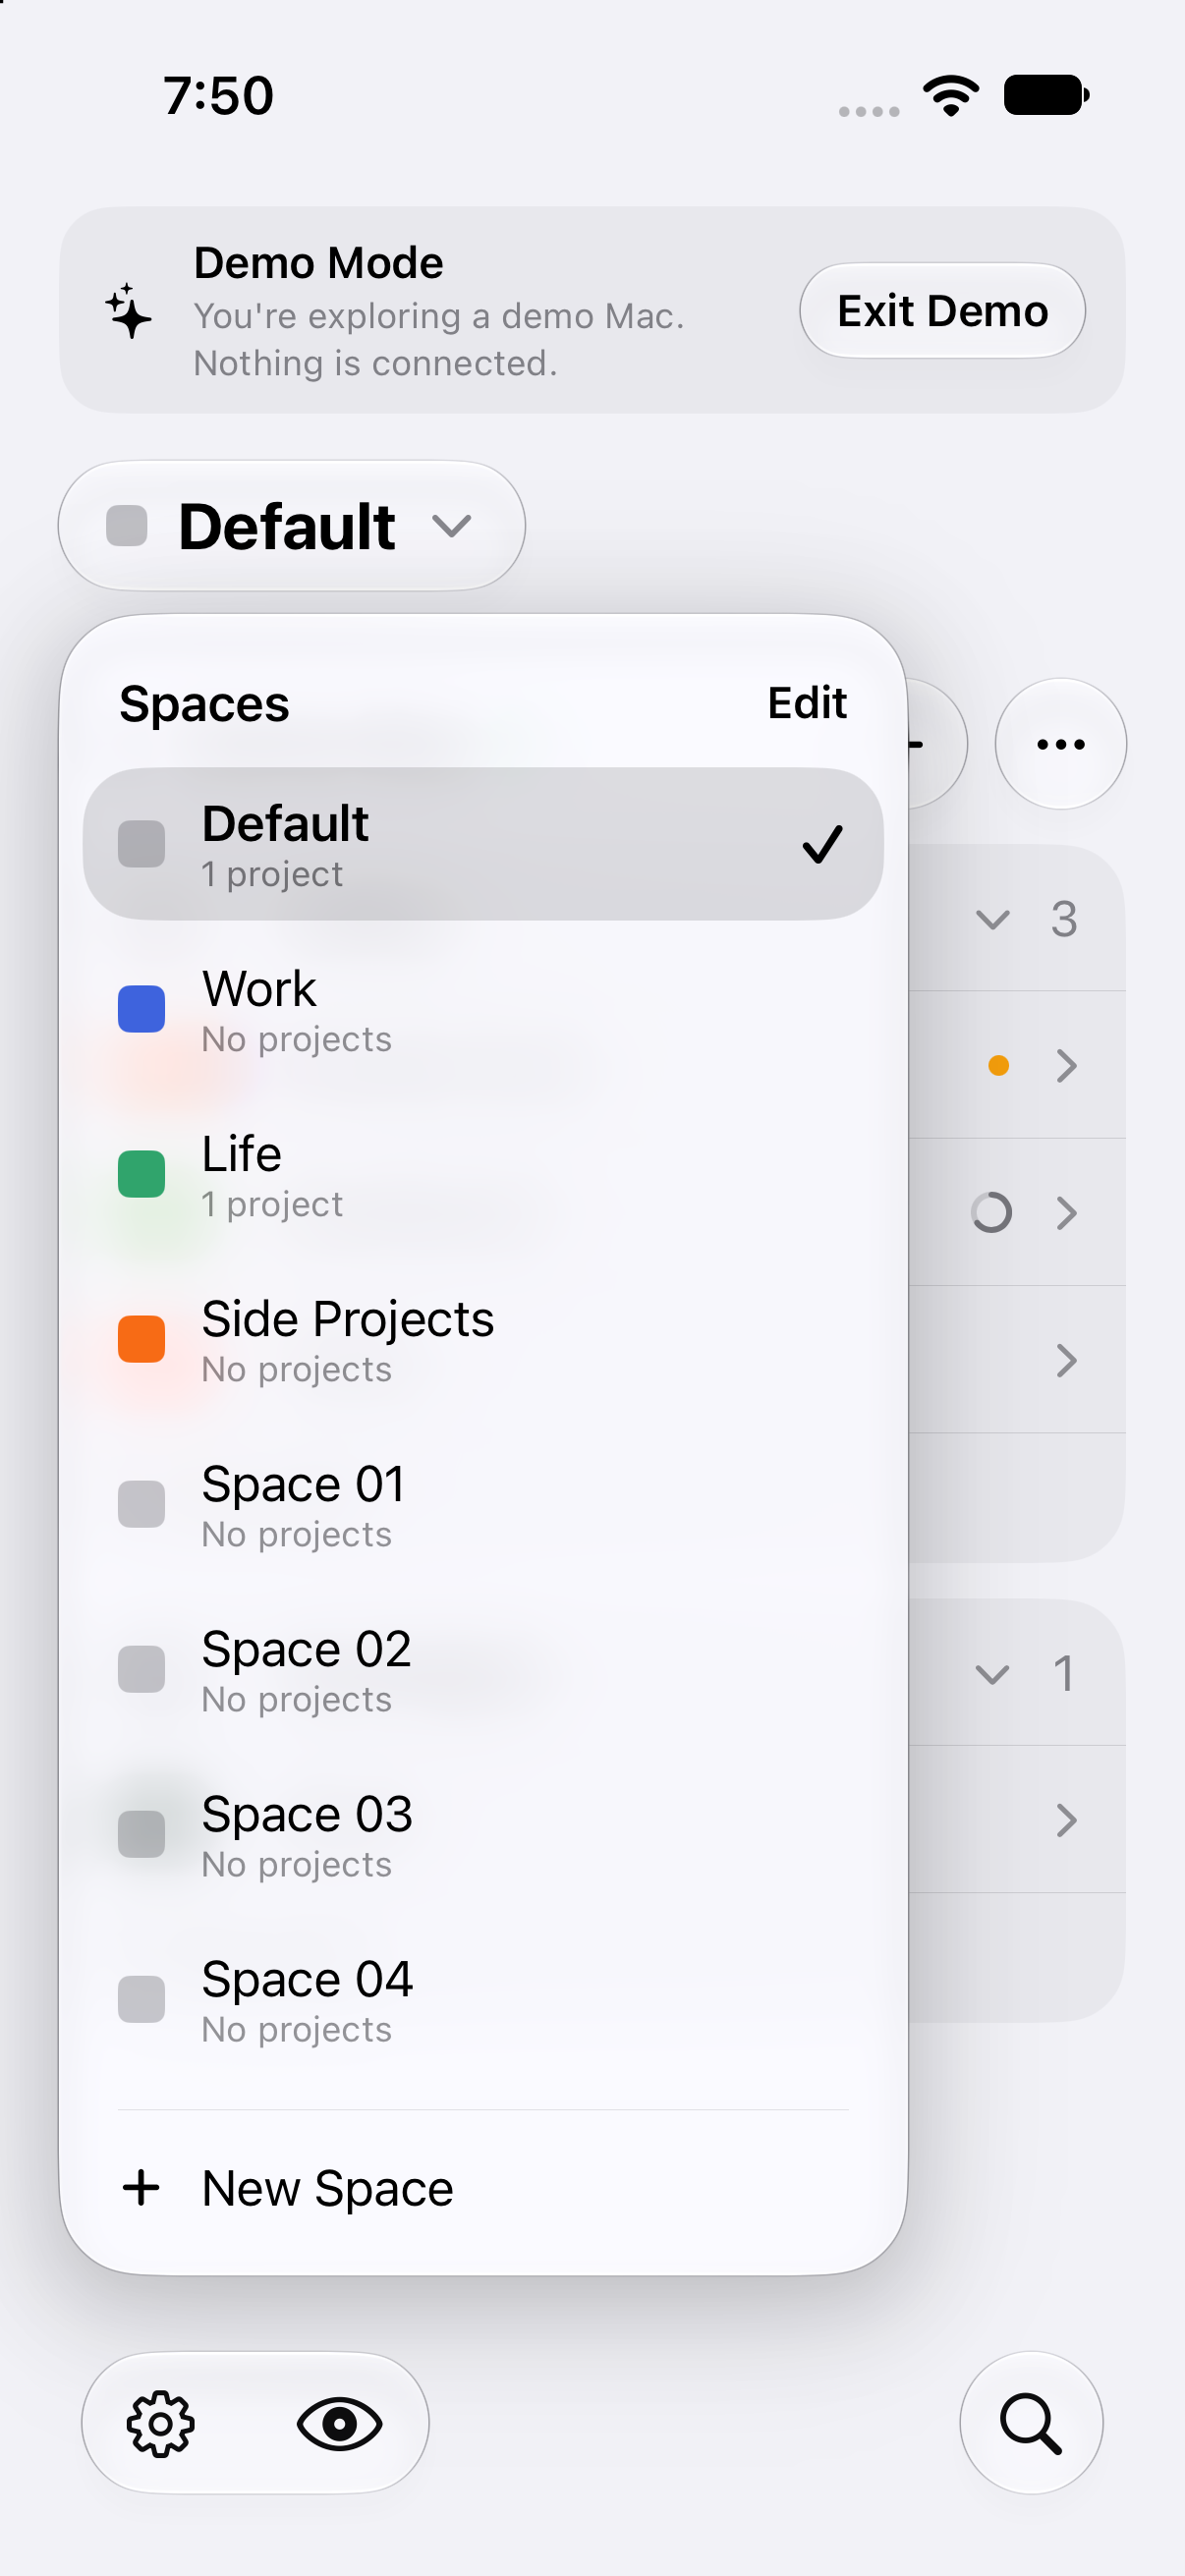 7:50
Demo Mode
You're exploring a demo Mac.
Nothing is connected.
Exit Demo
Default
Spaces
Edit
Default
1 project
3
Work
No projects
Life
1 project
Side Projects
No projects
Space 01
No projects
Space 02
No projects
1
Space 03
No projects
Space 04
No projects
New Space